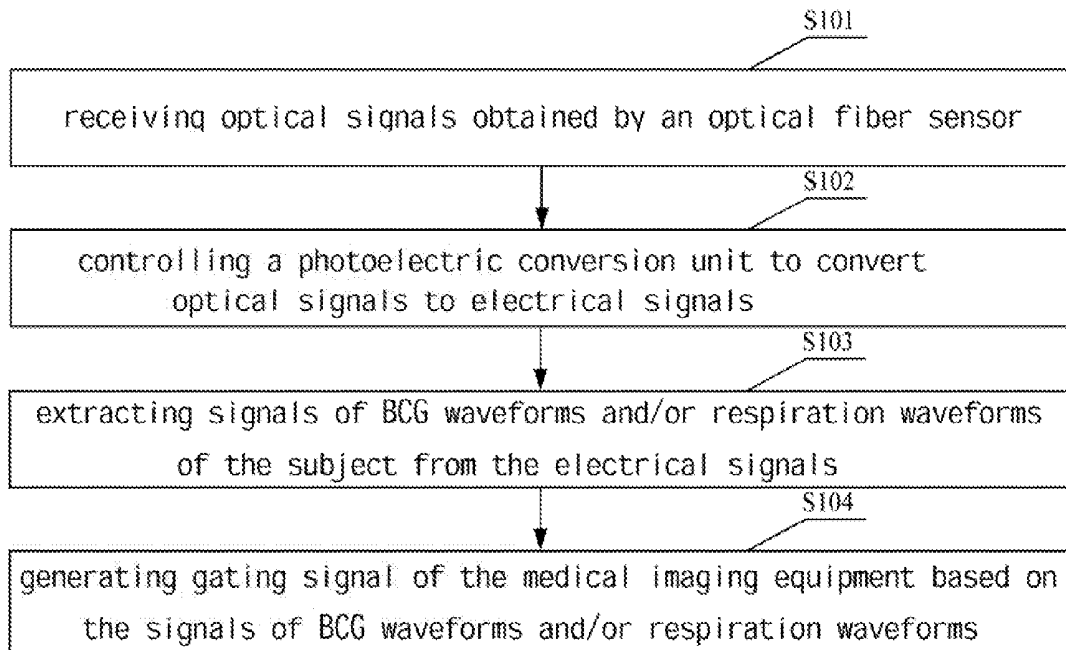 S101
receiving optical signals obtained by an optical fiber sensor
S102
controlling a photoelectric conversion unit to convert
optical signals to electrical signals
S103
extracting signals of BCG waveforms and/or respiration waveforms
of the subject from the electrical signals
S104
generating gating signal of the medical imaging equipment based on
the signals of BCG waveforms and/or respiration waveforms